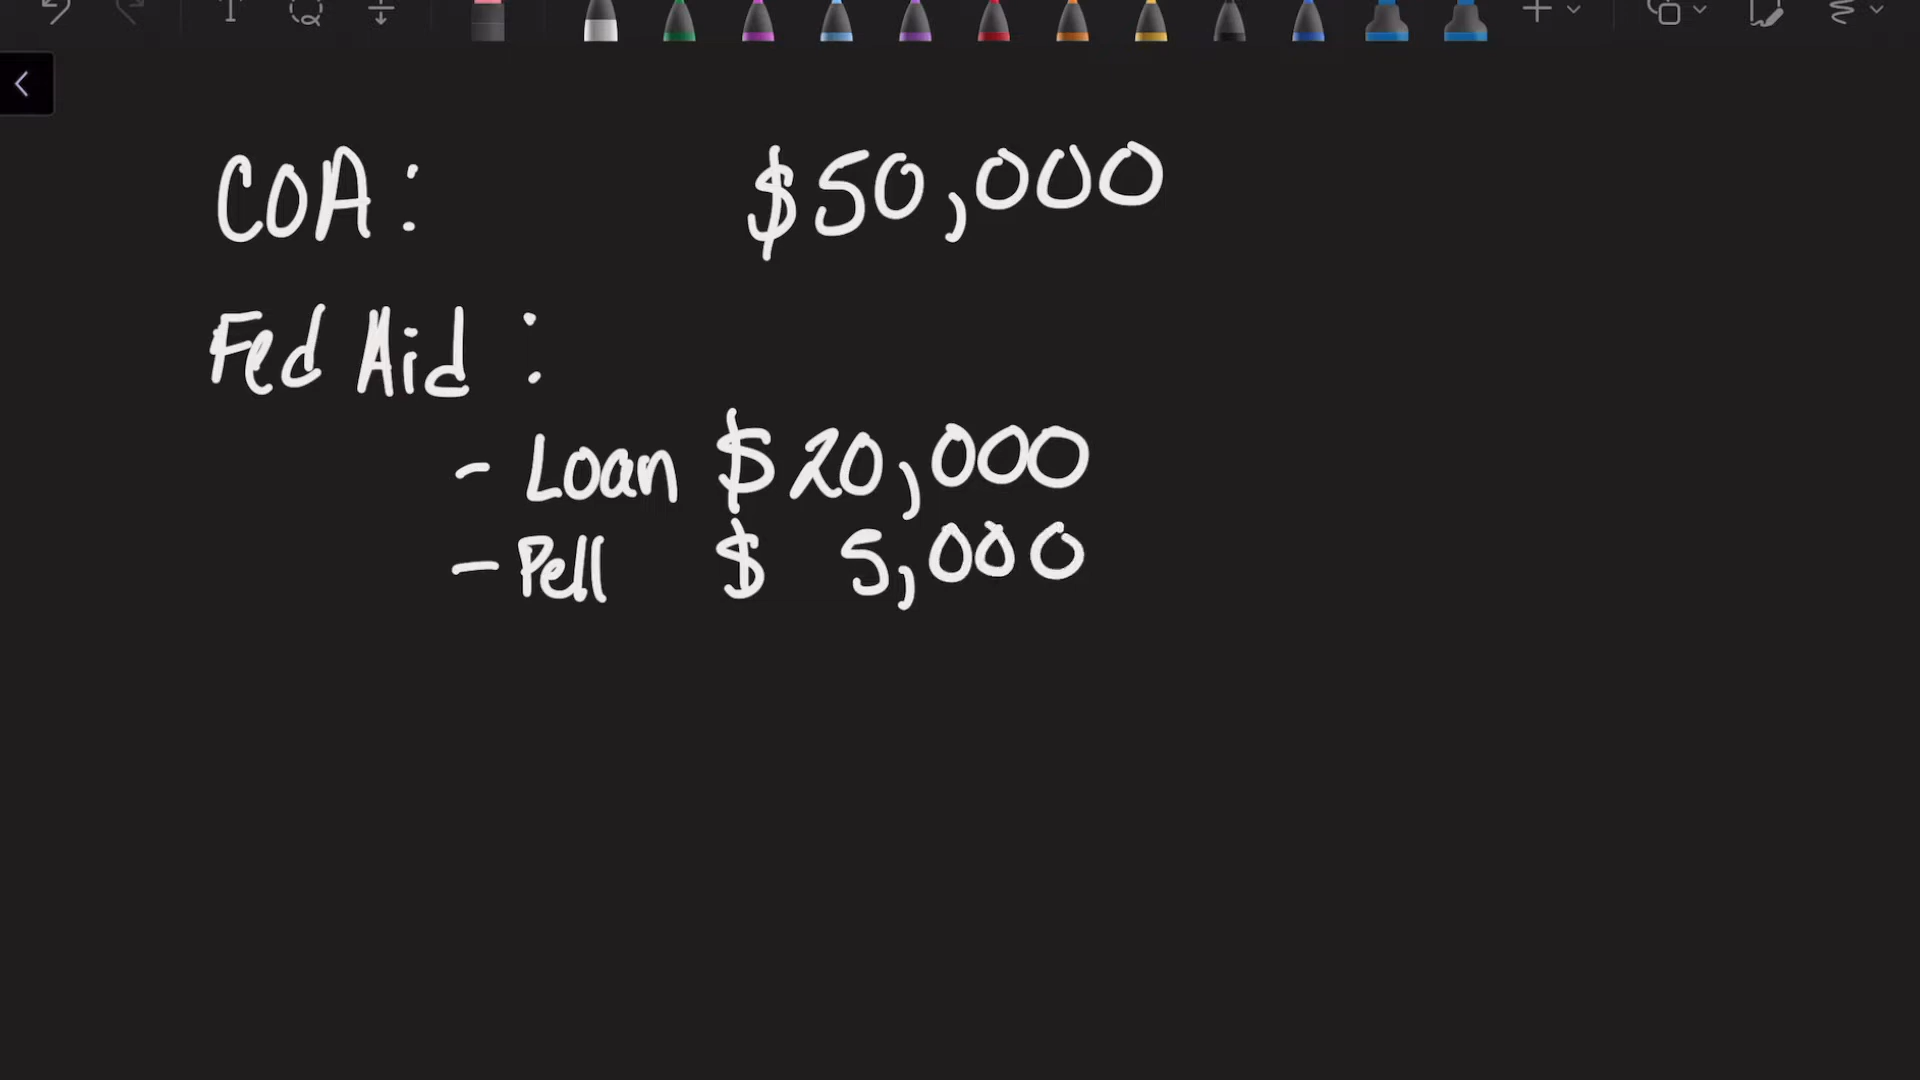 COA: $50,000
Fed Aid :
- Loan $20,000
- Pell $ 5,000